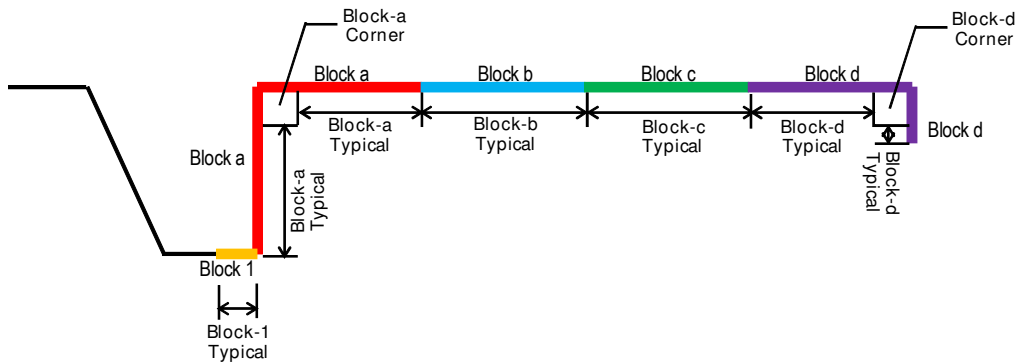 Block-a
Corner
Block-d
Corner
Block a
Block b
Block c
Block d
Block-a
Typical
Block-b
Typical
Block-c
Typical
Block-d
Typical
Block d
Block a
Block-a
Typical
Block-d
Typical
Block 1
Block-1
Typical